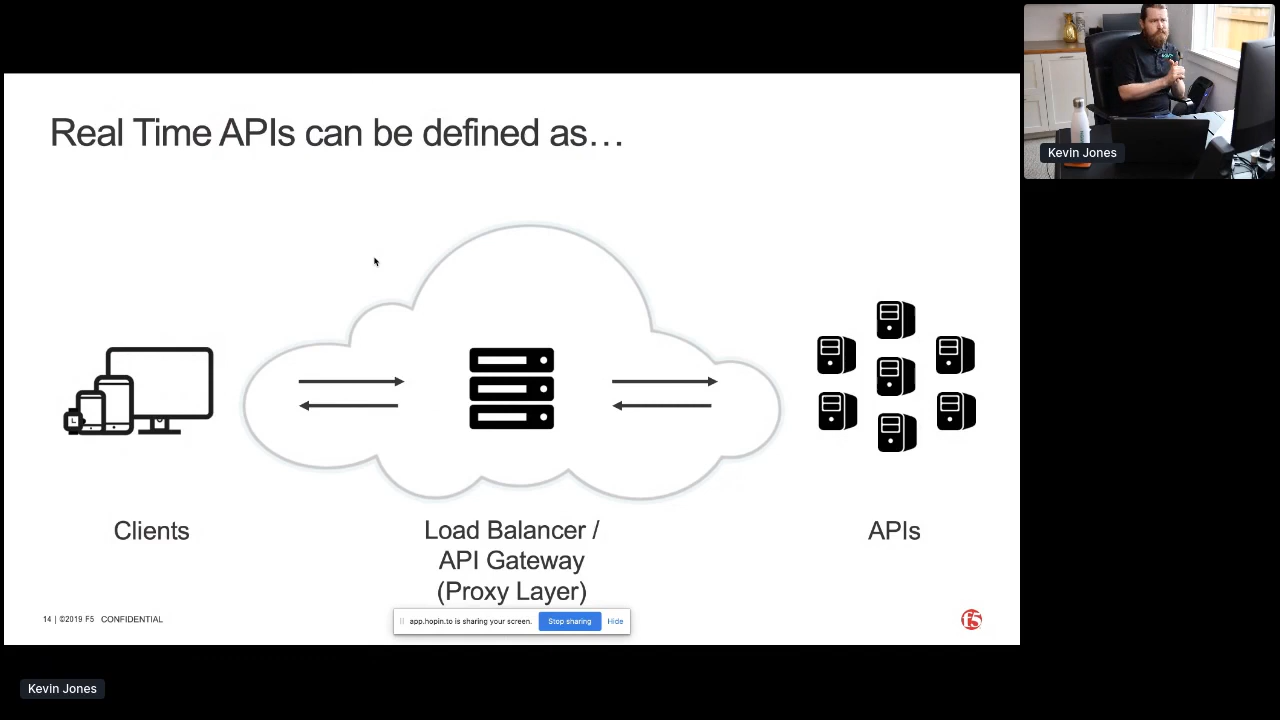 Real Time APIs can be defined as…
Clients
Load Balancer /
API Gateway
(Proxy Layer)
APIs
14 | ©2019 F5 CONFIDENTIAL
app.hopin.to is sharing your screen.
Stop sharing
Hide
f5
Kevin Jones
Kevin Jones